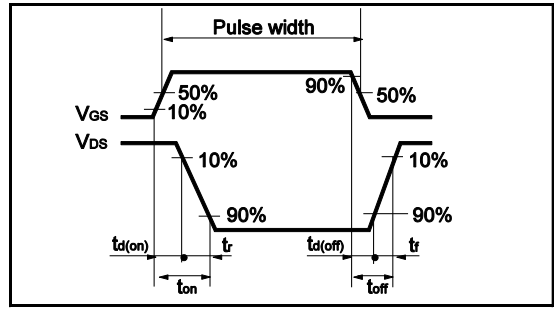 Pulse width
90%
50%
50%
10%
VGS
VDS
10%
10%
90%
90%
td(on)
tr
td(off)
tf
ton
toff